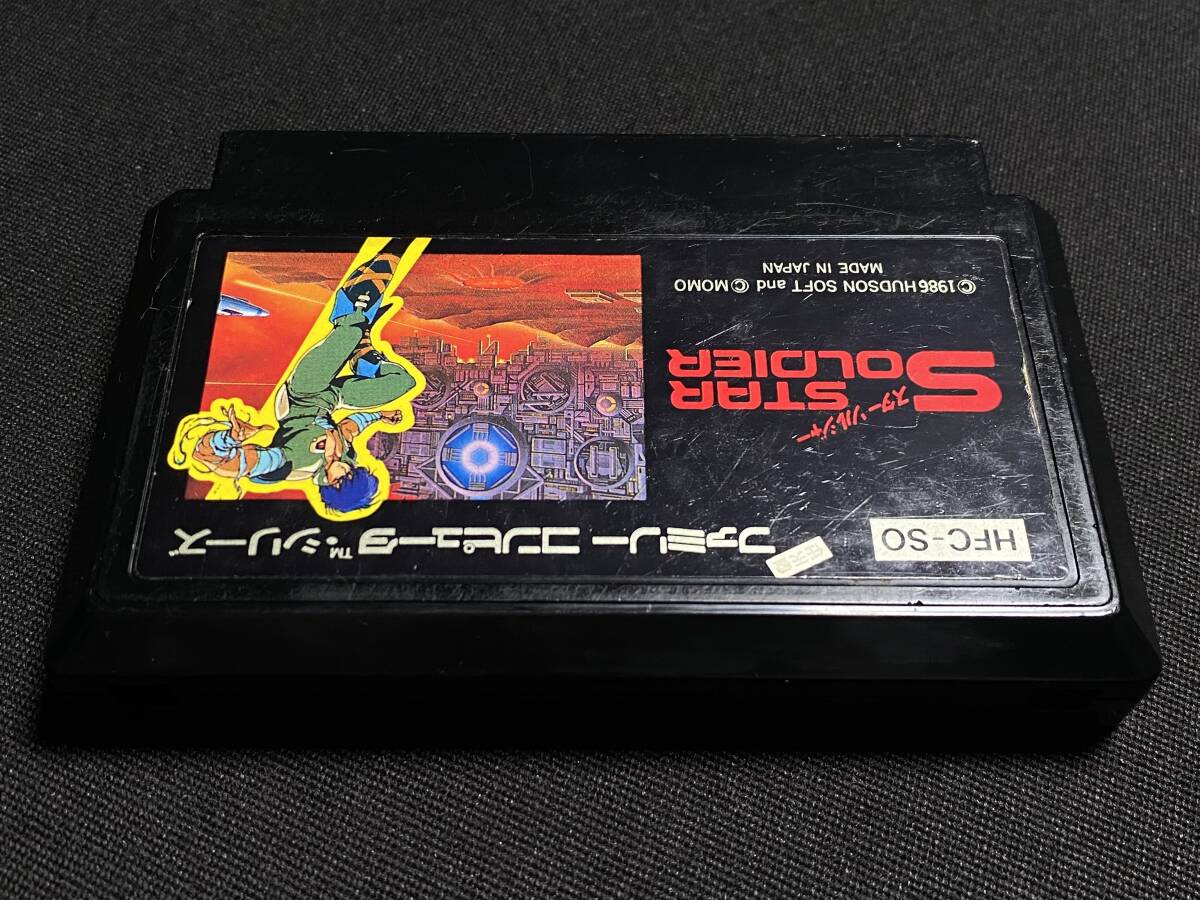 HFC-SO
ファミリー コンピュータ™シリーズ
スターソルジャー
STAR
SOLDIER
©1986 HUDSON SOFT and © MOMO
MADE IN JAPAN